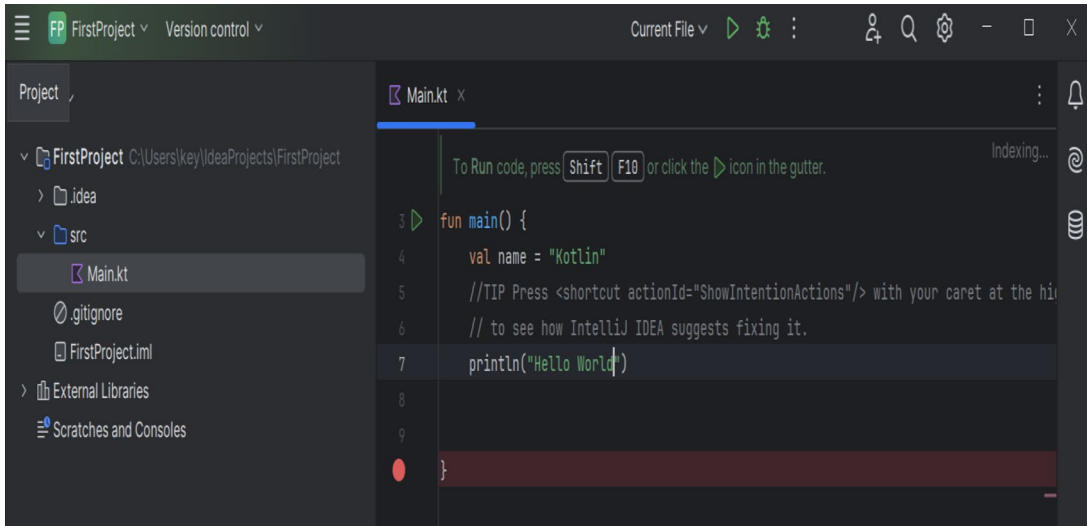 FP FirstProject Version control Current File
Project
Main.kt
FirstProject C:\Users\key\IdeaProjects\FirstProject
.idea
src
Main.kt
.gitignore
FirstProject.iml
External Libraries
Scratches and Consoles
Indexing...
To Run code, press Shift F10 or click the icon in the gutter.
3 fun main() {
4 val name = "Kotlin"
5 //TIP Press <shortcut actionId="ShowIntentionActions"/> with your caret at the
6 // to see how IntelliJ IDEA suggests fixing it.
7 println("Hello World")
8
9
}